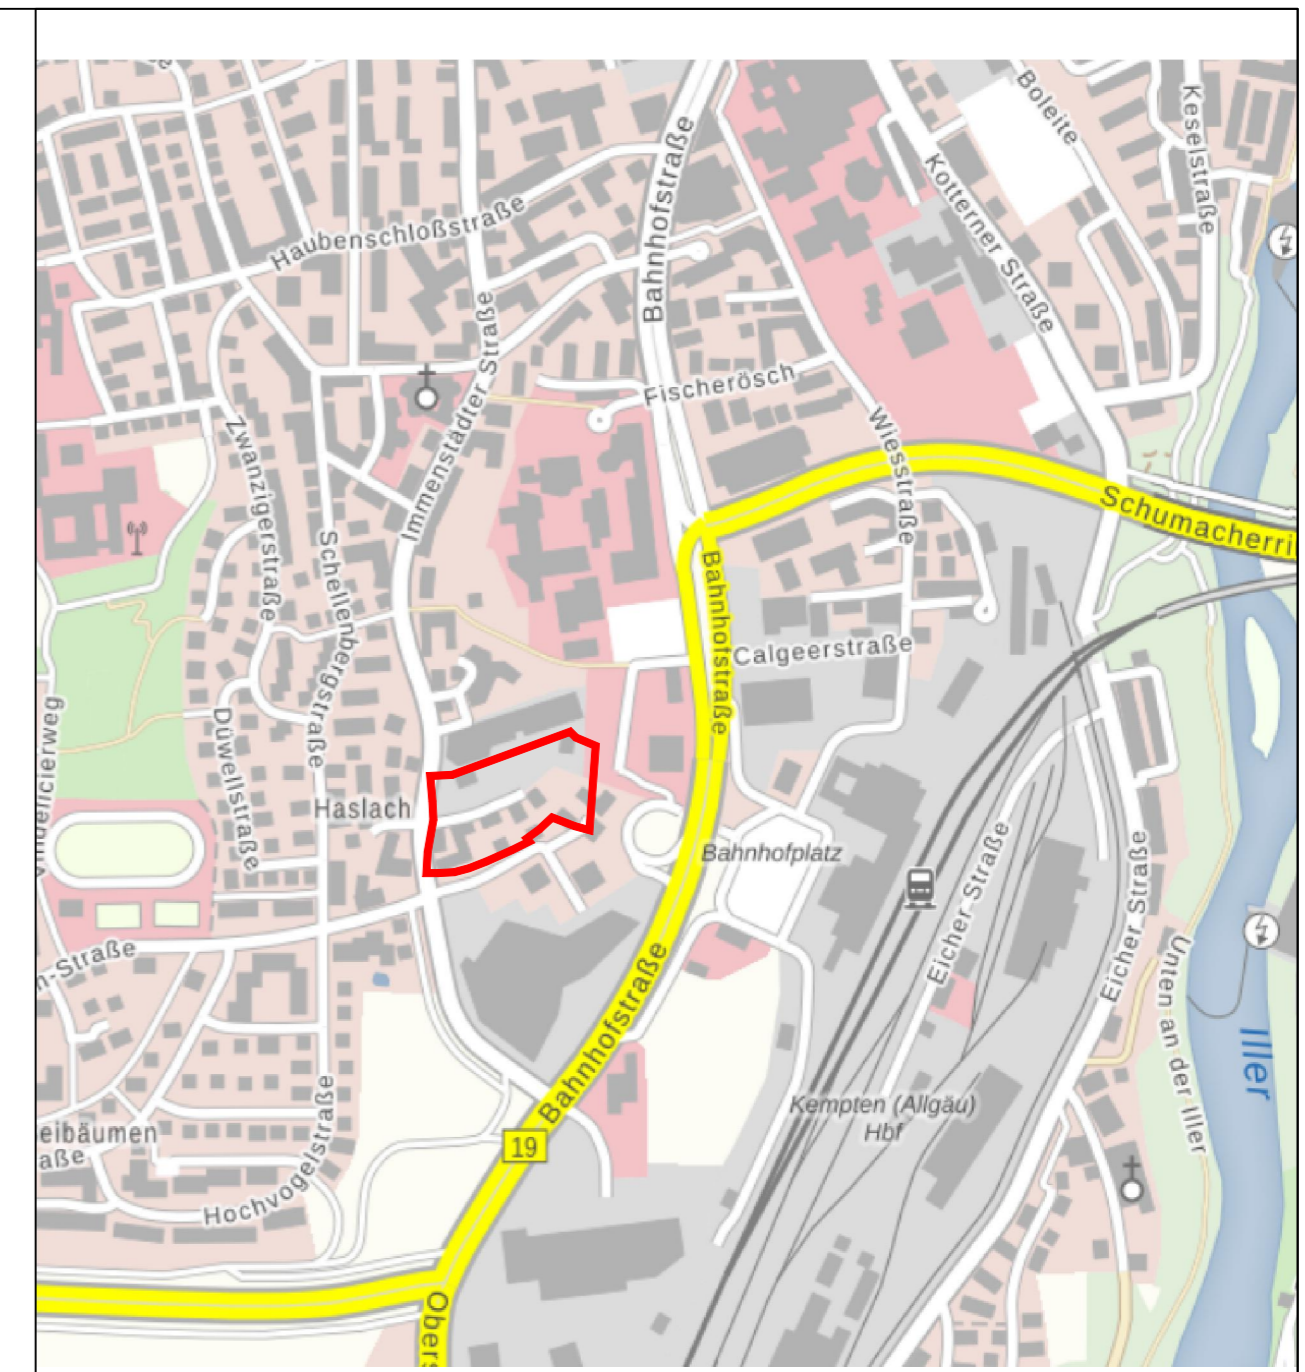 Boleite
Keselstraße
Bahnhofstraße
Kotterner Straße
Haubenschloßstraße
Immenstädter Straße
Fischerösch
Wiesstraße
Zwanzigerstraße
Schellenbergstraße
Schumacherri
Bahnhofstraße
Calgeerstraße
Düwellstraße
Haslach
Bahnhofplatz
Eicher Straße
Eicher Straße
Unten an der Iller
n-Straße
Bahnhofstraße
Iller
Kempten (Allgäu)
Hbf
eibäumen
aße
19
Hochvogelstraße
Obers